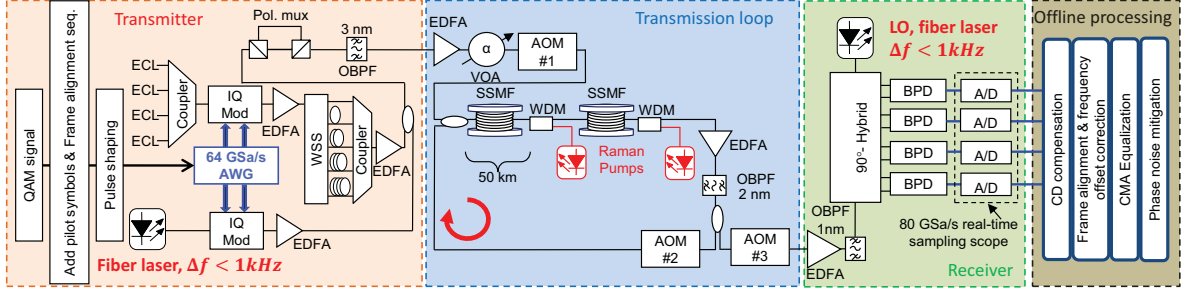 Transmitter
Pol. mux
3 nm
OBPF
QAM signal
Add pilot symbols & Frame alignment seq.
Pulse shaping
ECL
ECL
ECL
ECL
Coupler
IQ
Mod
EDFA
WSS
Coupler
EDFA
64 GSa/s
AWG
IQ
Mod
EDFA
Fiber laser, Δf < 1kHz
Transmission loop
EDFA
α
VOA
AOM
#1
SSMF
WDM
SSMF
WDM
50 km
Raman
Pumps
EDFA
OBPF
2 nm
AOM
#2
AOM
#3
LO, fiber laser
Δf < 1kHz
90°- Hybrid
BPD
A/D
BPD
A/D
BPD
A/D
BPD
A/D
OBPF
1nm
EDFA
80 GSa/s real-time
sampling scope
Receiver
Offline processing
CD compensation
Frame alignment & frequency
offset correction
CMA Equalization
Phase noise mitigation